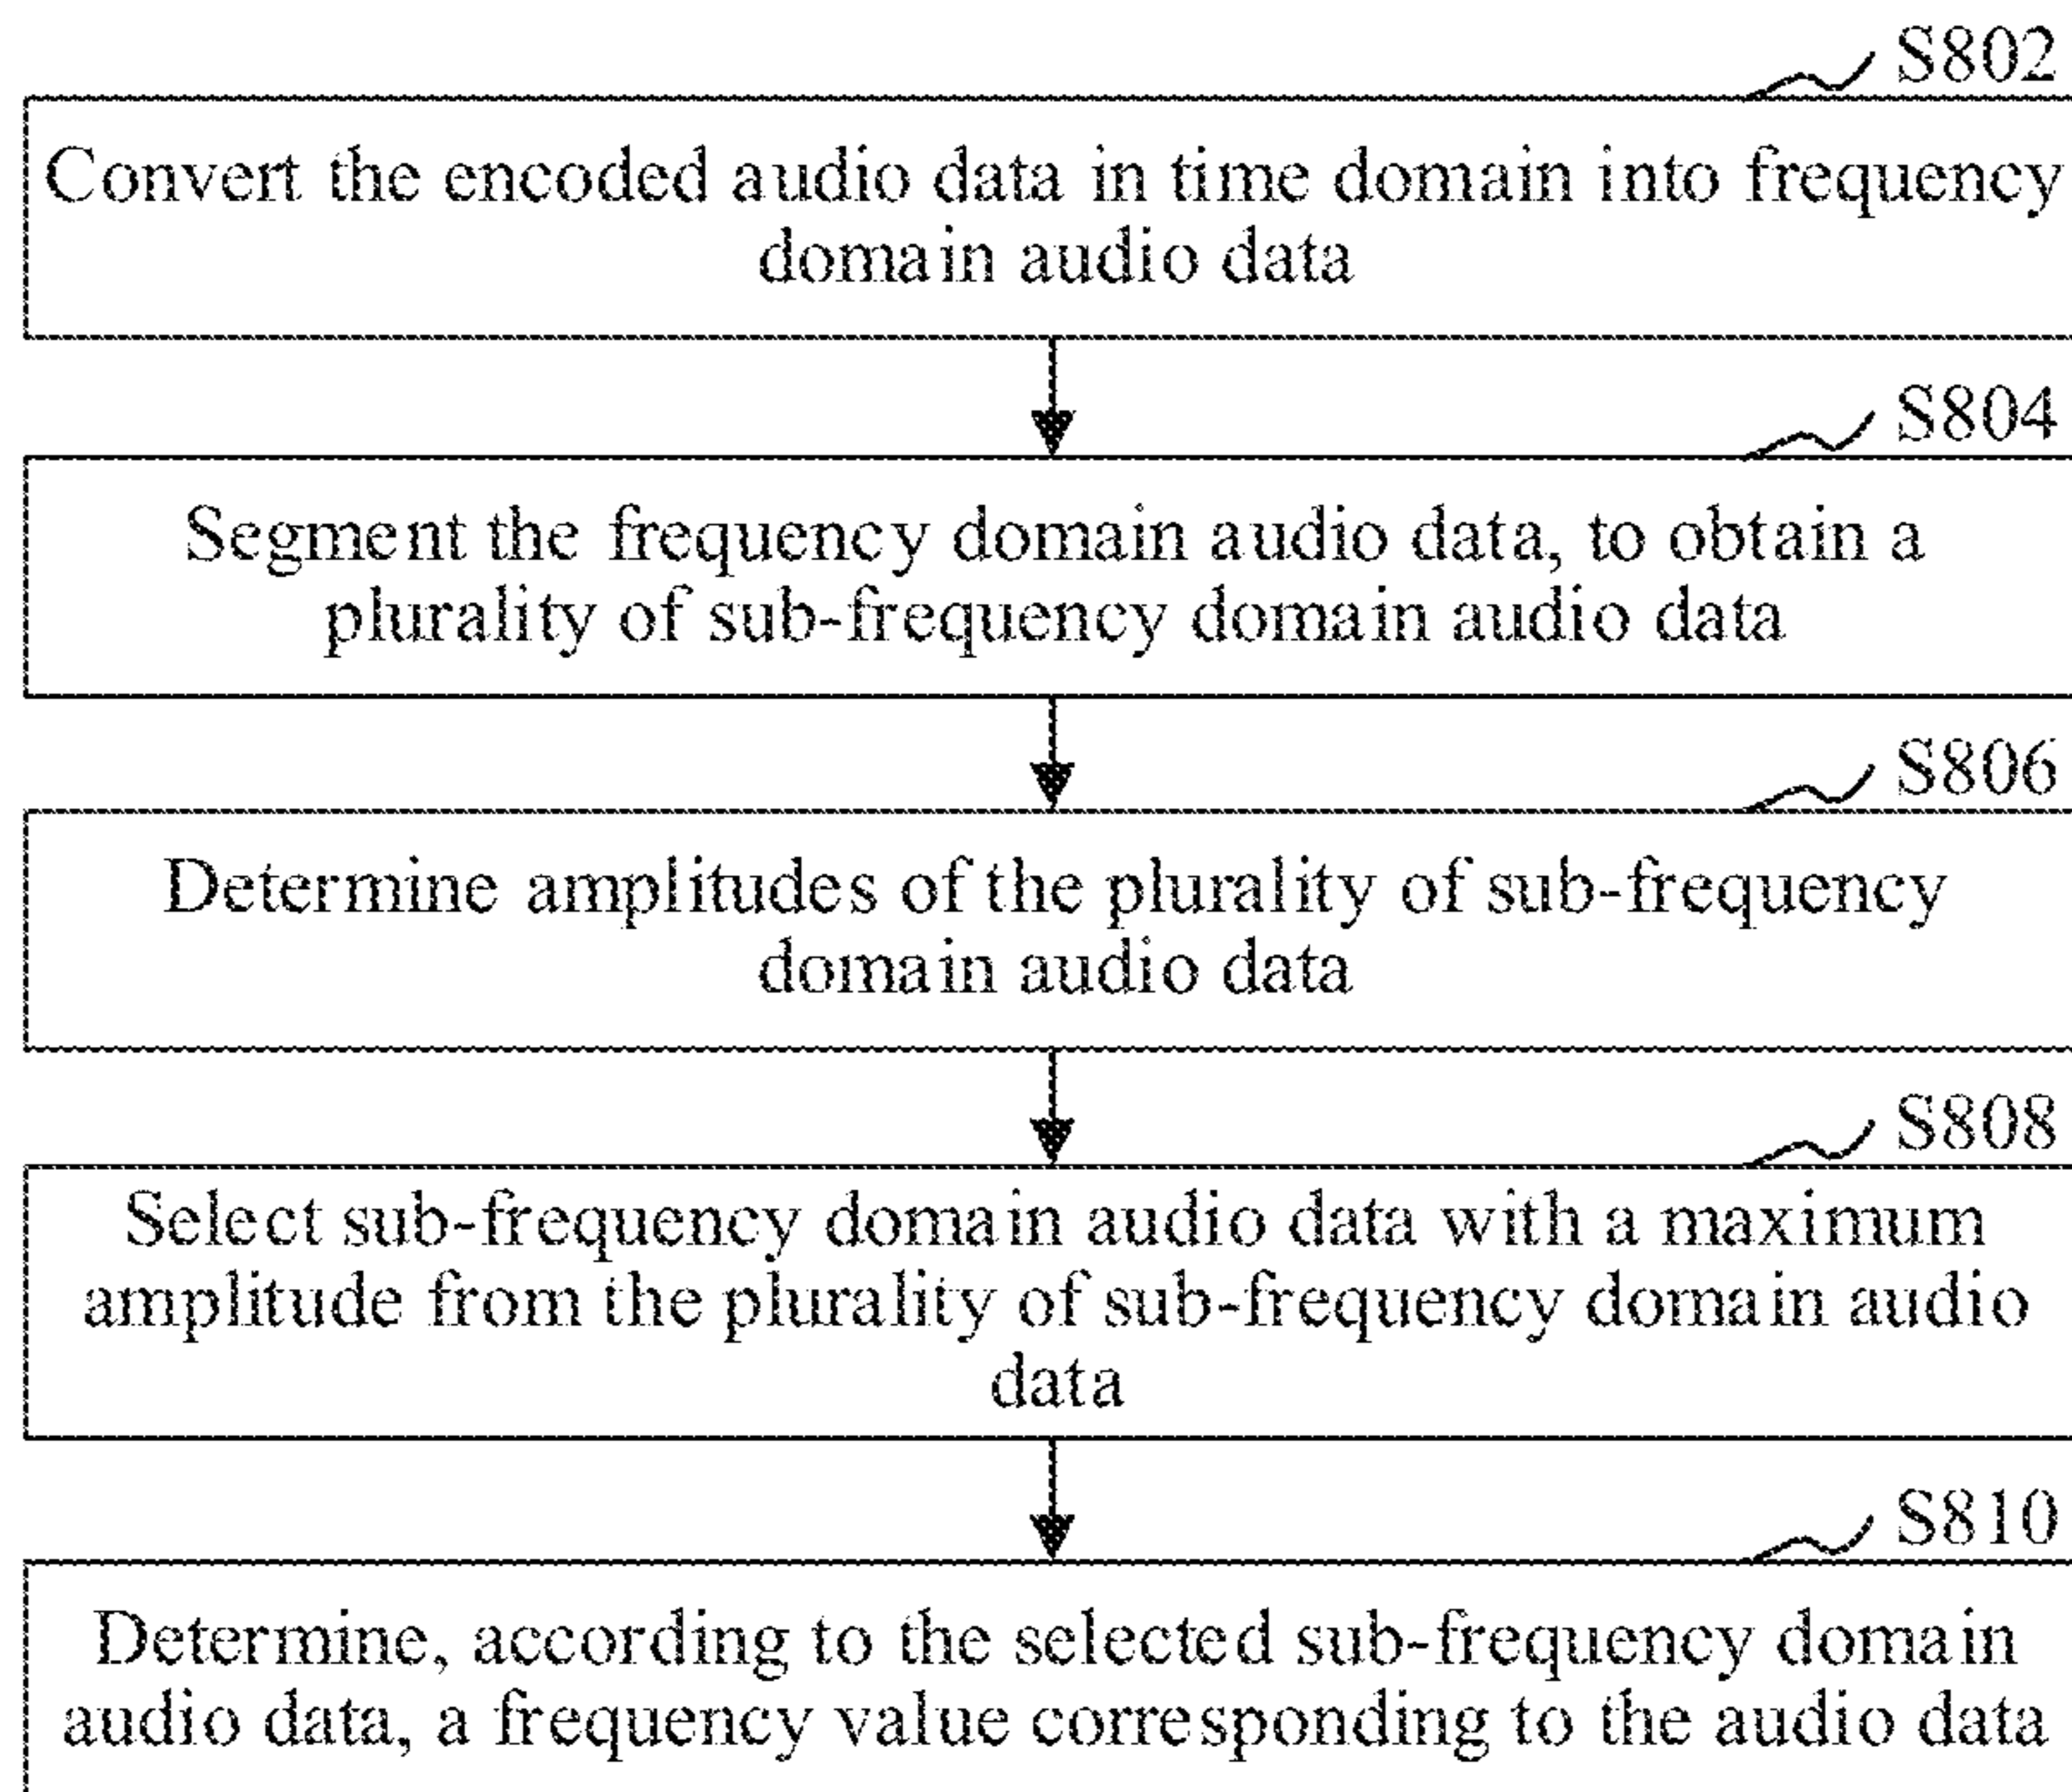 S802
Convert the encoded audio data in time domain into frequency
domain audio data
S804
Segment the frequency domain audio data, to obtain a
plurality of sub-frequency domain audio data
S806
Determine amplitudes of the plurality of sub-frequency
domain audio data
S808
Select sub-frequency domain audio data with a maximum
amplitude from the plurality of sub-frequency domain audio
data
S810
Determine, according to the selected sub-frequency domain
audio data, a frequency value corresponding to the audio data